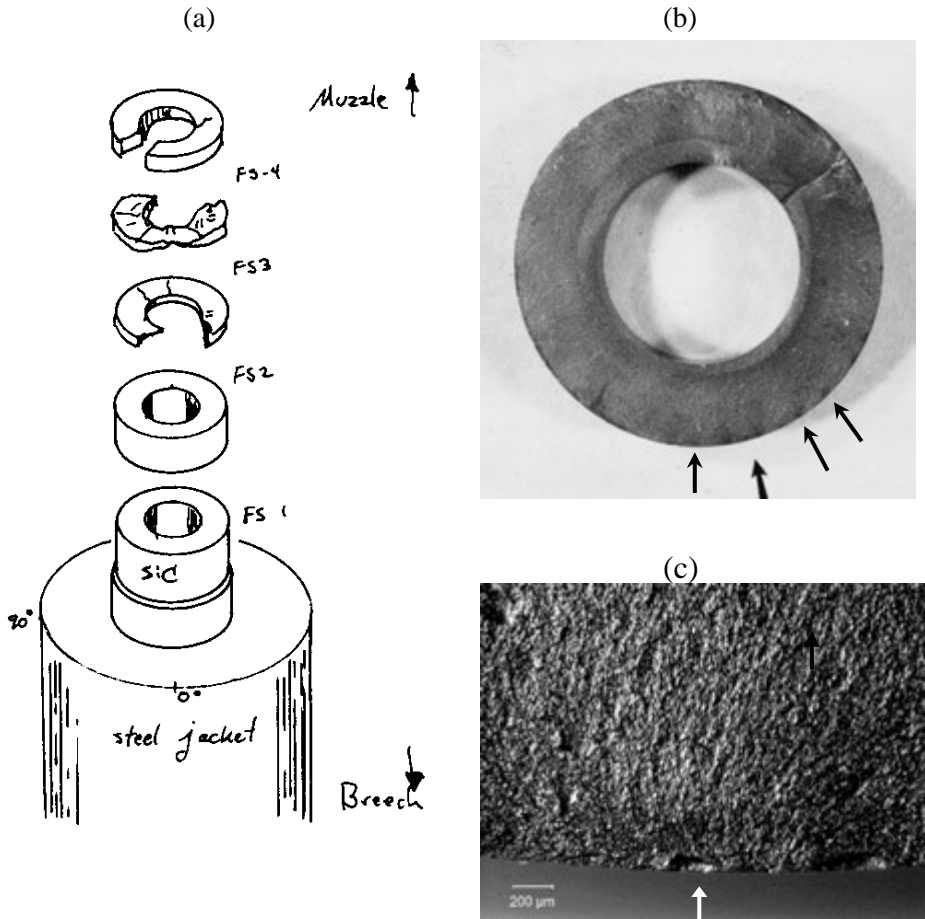 (a)
Muzzle
FS-4
FS3
FS2
FS 1
SiC
90°
0°
steel jacket
Breech
(b)
(c)
200 µm